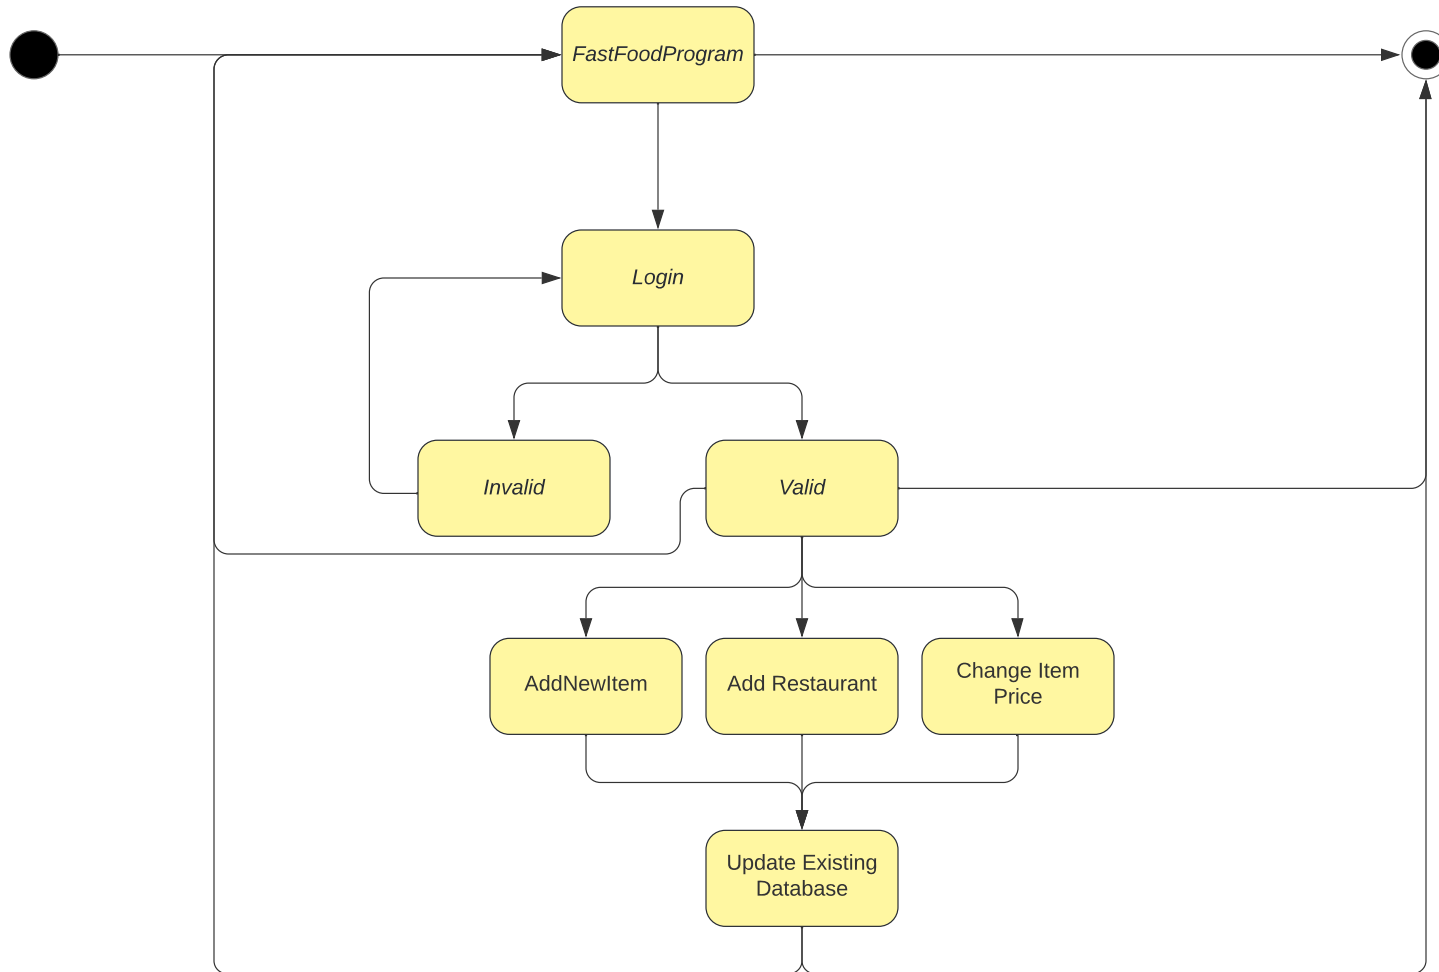 FastFoodProgram
Login
Invalid
Valid
AddNewItem
Add Restaurant
Change Item
Price
Update Existing
Database